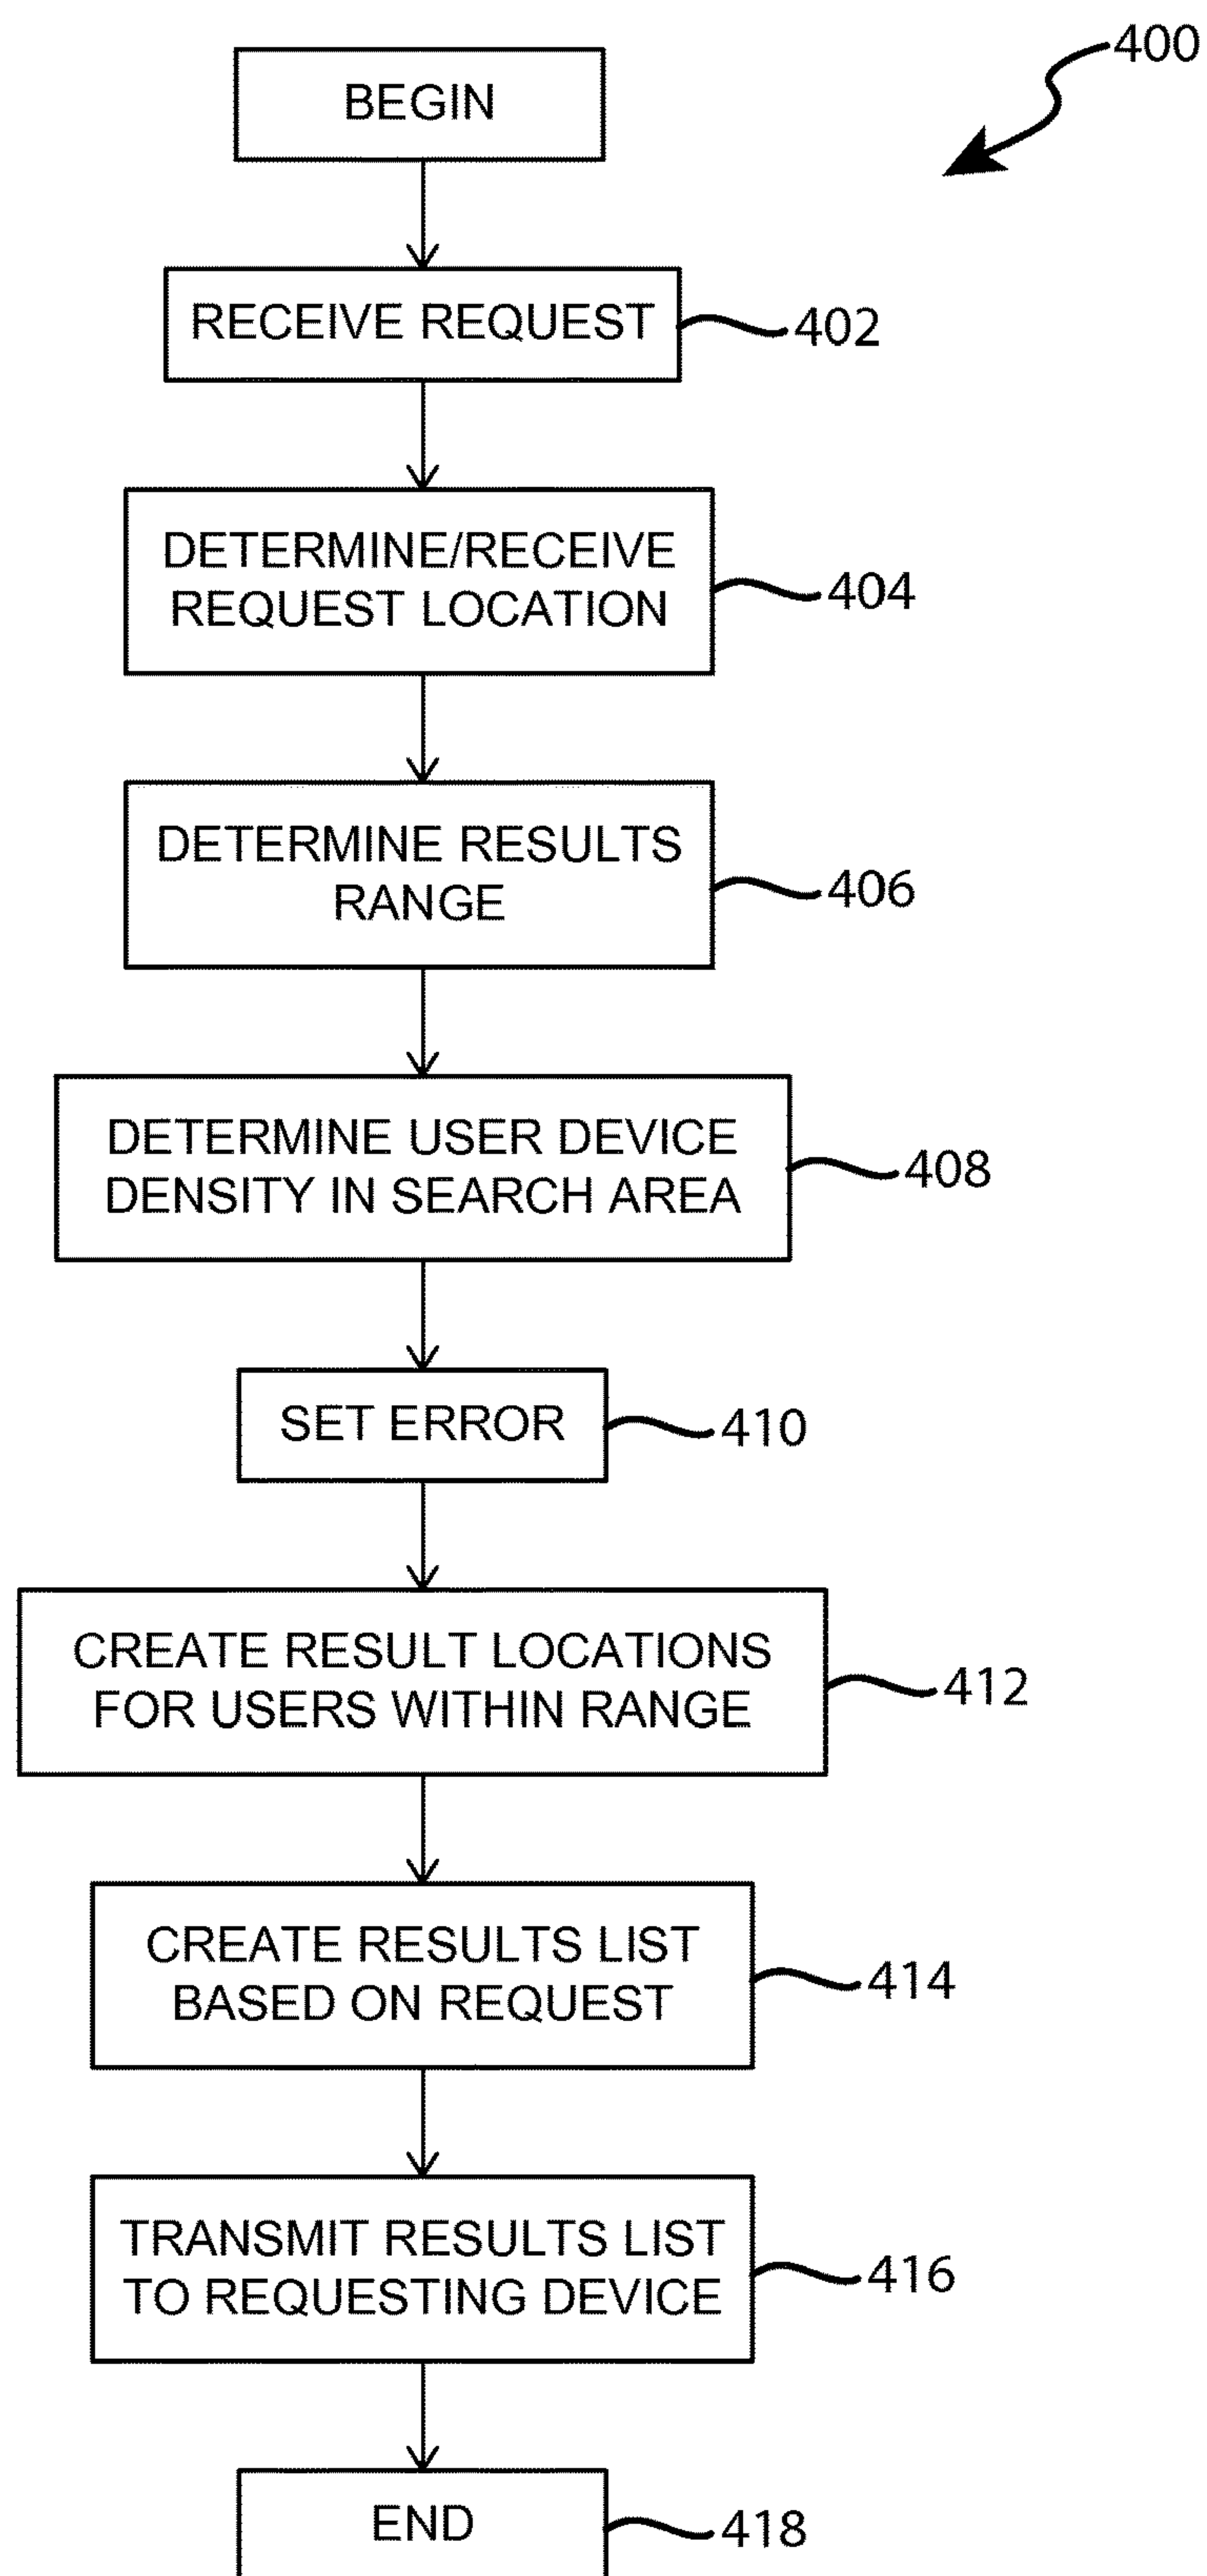 400
BEGIN
RECEIVE REQUEST
402
DETERMINE/RECEIVE
REQUEST LOCATION
404
DETERMINE RESULTS
RANGE
406
DETERMINE USER DEVICE
DENSITY IN SEARCH AREA
408
SET ERROR
410
CREATE RESULT LOCATIONS
FOR USERS WITHIN RANGE
412
CREATE RESULTS LIST
BASED ON REQUEST
414
TRANSMIT RESULTS LIST
TO REQUESTING DEVICE
416
END
418